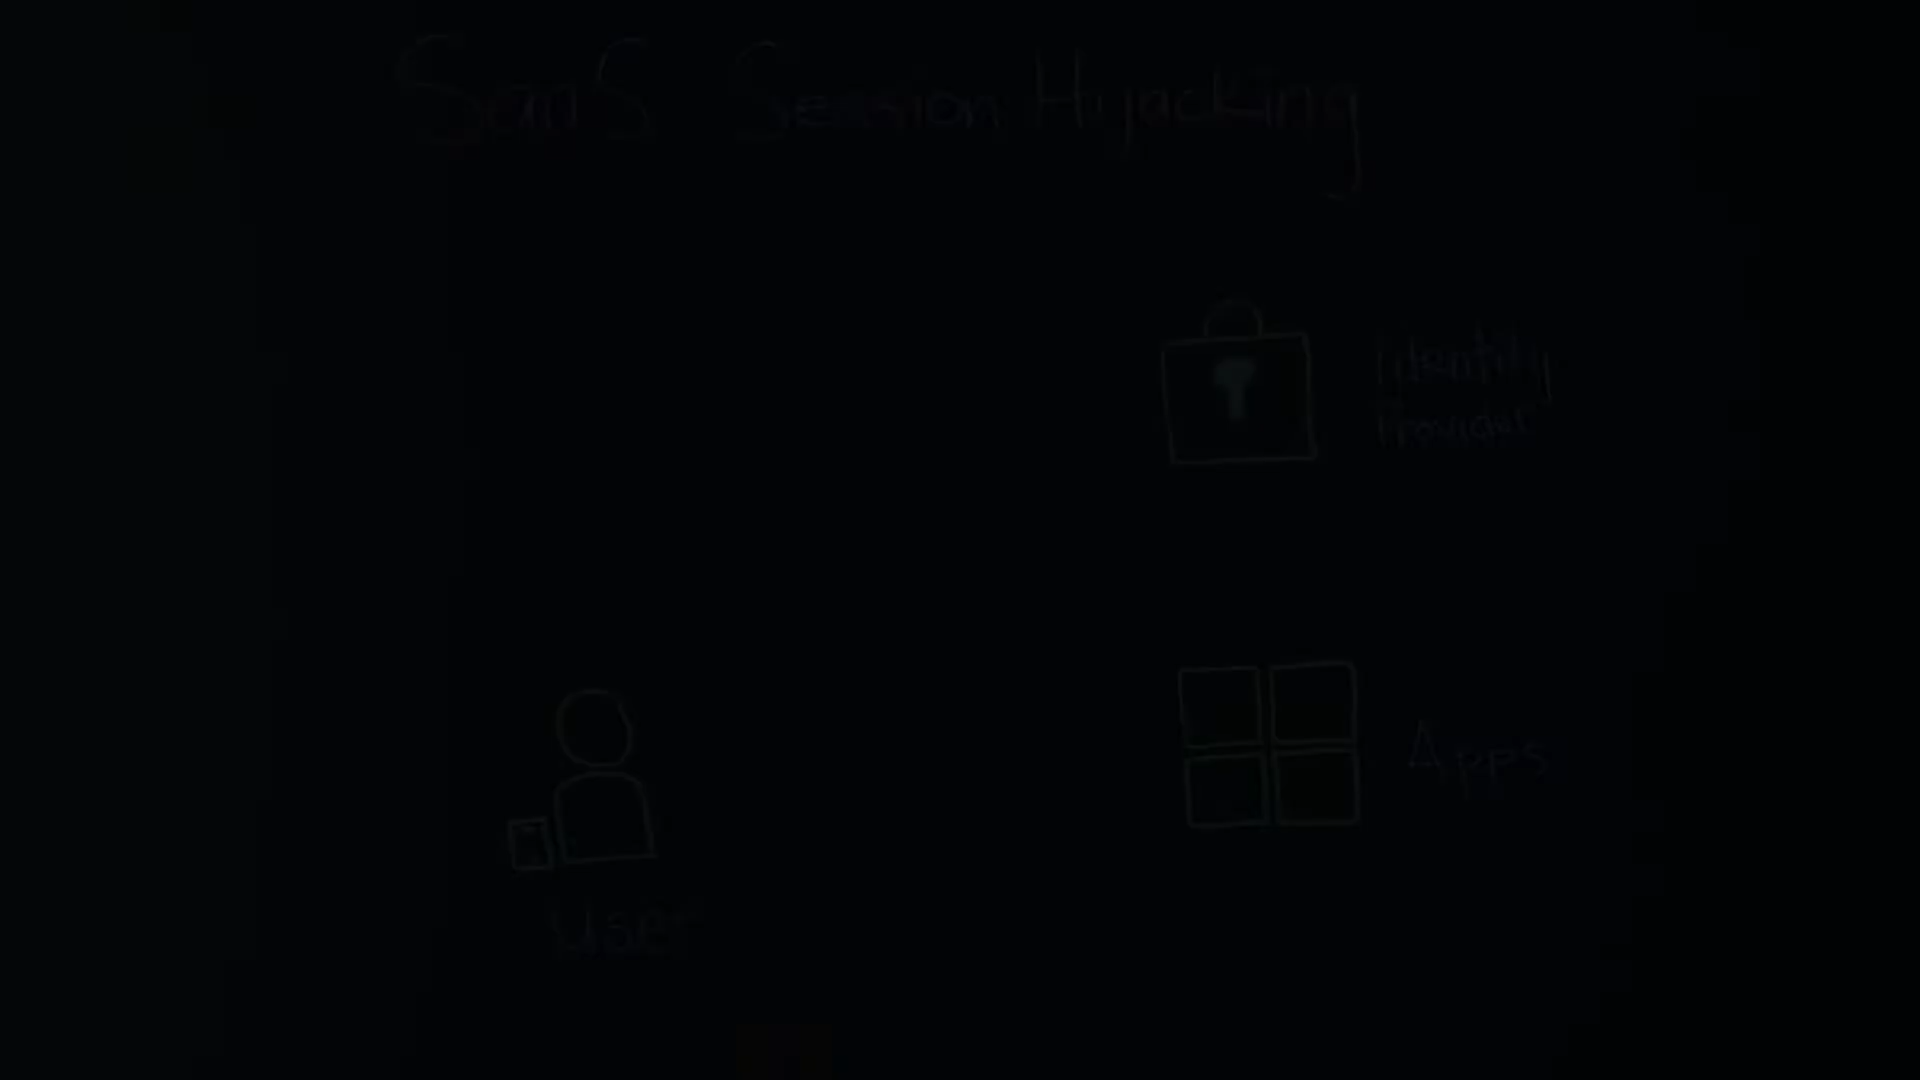 SaaS Session Hijacking
Identity
Provider
Apps
User